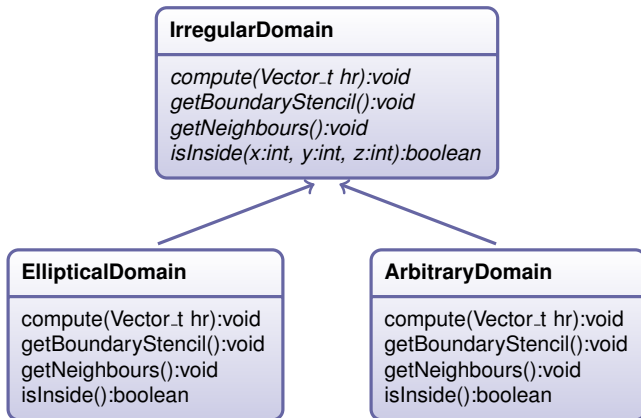 IrregularDomain
compute(Vector_t hr):void
getBoundaryStencil():void
getNeighbours():void
isInside(x:int, y:int, z:int):boolean
EllipticalDomain
compute(Vector_t hr):void
getBoundaryStencil():void
getNeighbours():void
isInside():boolean
ArbitraryDomain
compute(Vector_t hr):void
getBoundaryStencil():void
getNeighbours():void
isInside():boolean